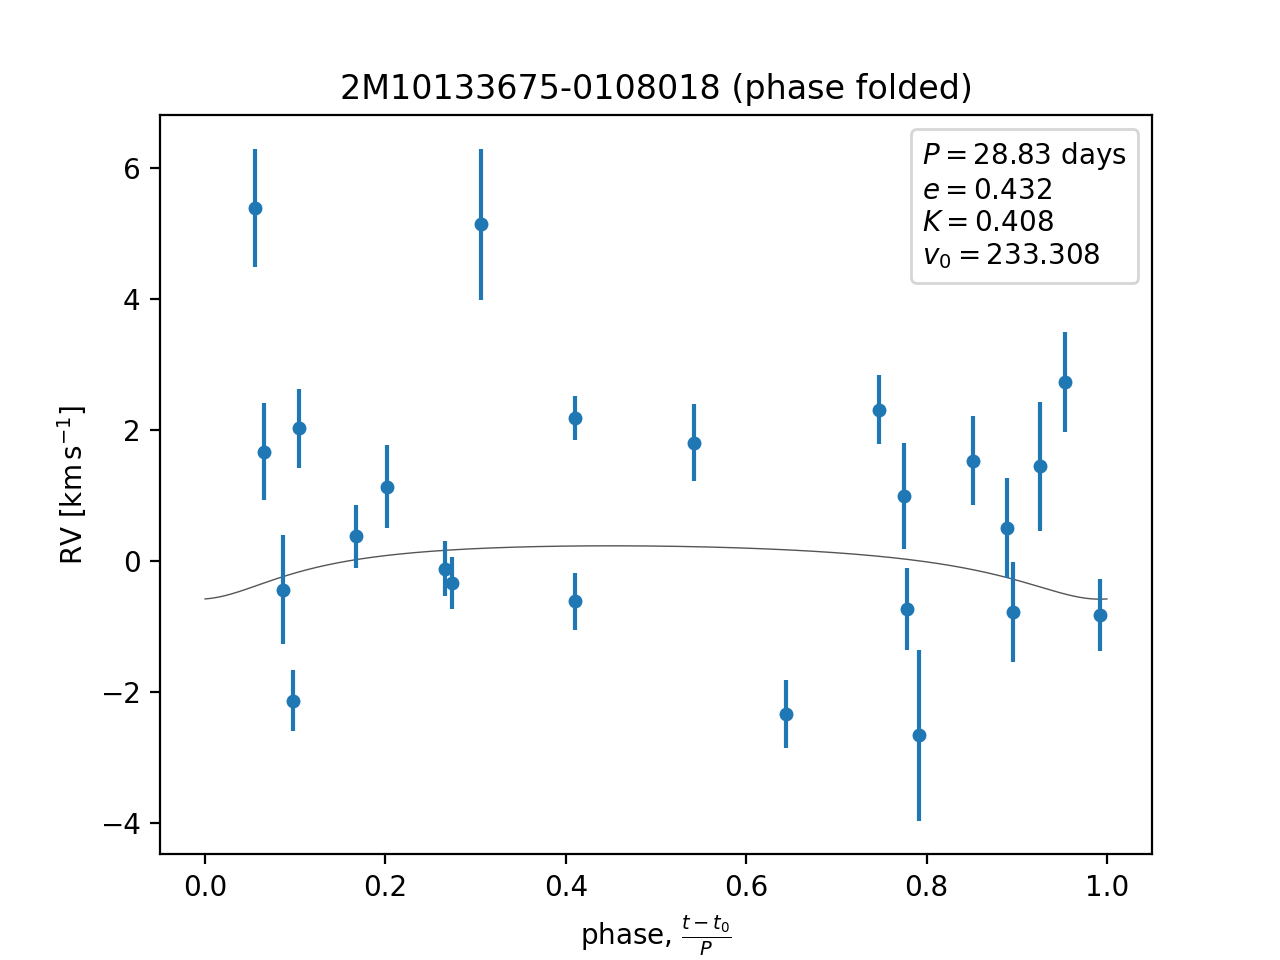 2M10133675-0108018 (phase folded)
P = 28.83 days
e = 0.432
K = 0.408
v₀ = 233.308
RV [km s⁻¹]
6
4
2
0
−2
−4
0.0 0.2 0.4 0.6 0.8 1.0
phase, (t − t₀)/P